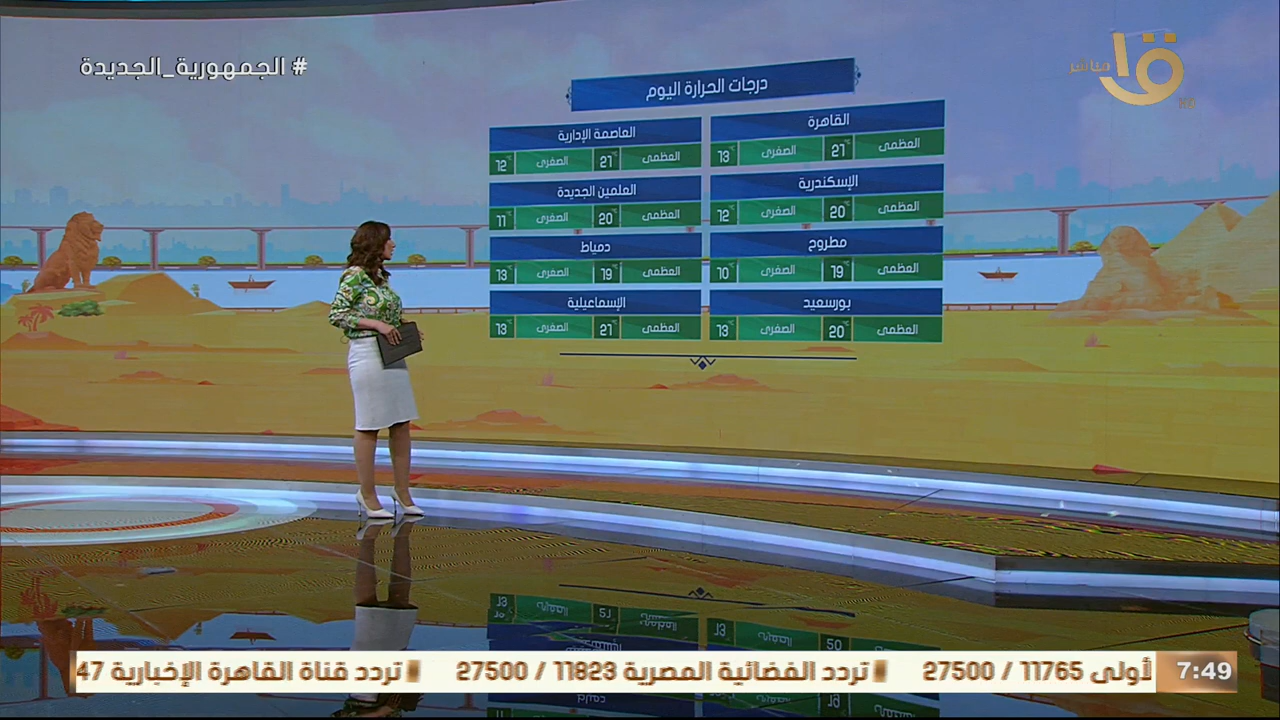 # الجمهورية_الجديدة
مباشر
HD
درجات الحرارة اليوم
القاهرة
العظمى 21°C الصغرى 13°C
العاصمة الإدارية
العظمى 21°C الصغرى 12°C
الإسكندرية
العظمى 20°C الصغرى 12°C
العلمين الجديدة
العظمى 20°C الصغرى 11°C
مطروح
العظمى 19°C الصغرى 10°C
دمياط
العظمى 19°C الصغرى 13°C
بورسعيد
العظمى 20°C الصغرى 13°C
الإسماعيلية
العظمى 21°C الصغرى 13°C
7:49
لأولى 11765 / 27500 تردد الفضائية المصرية 11823 / 27500 تردد قناة القاهرة الإخبارية 47